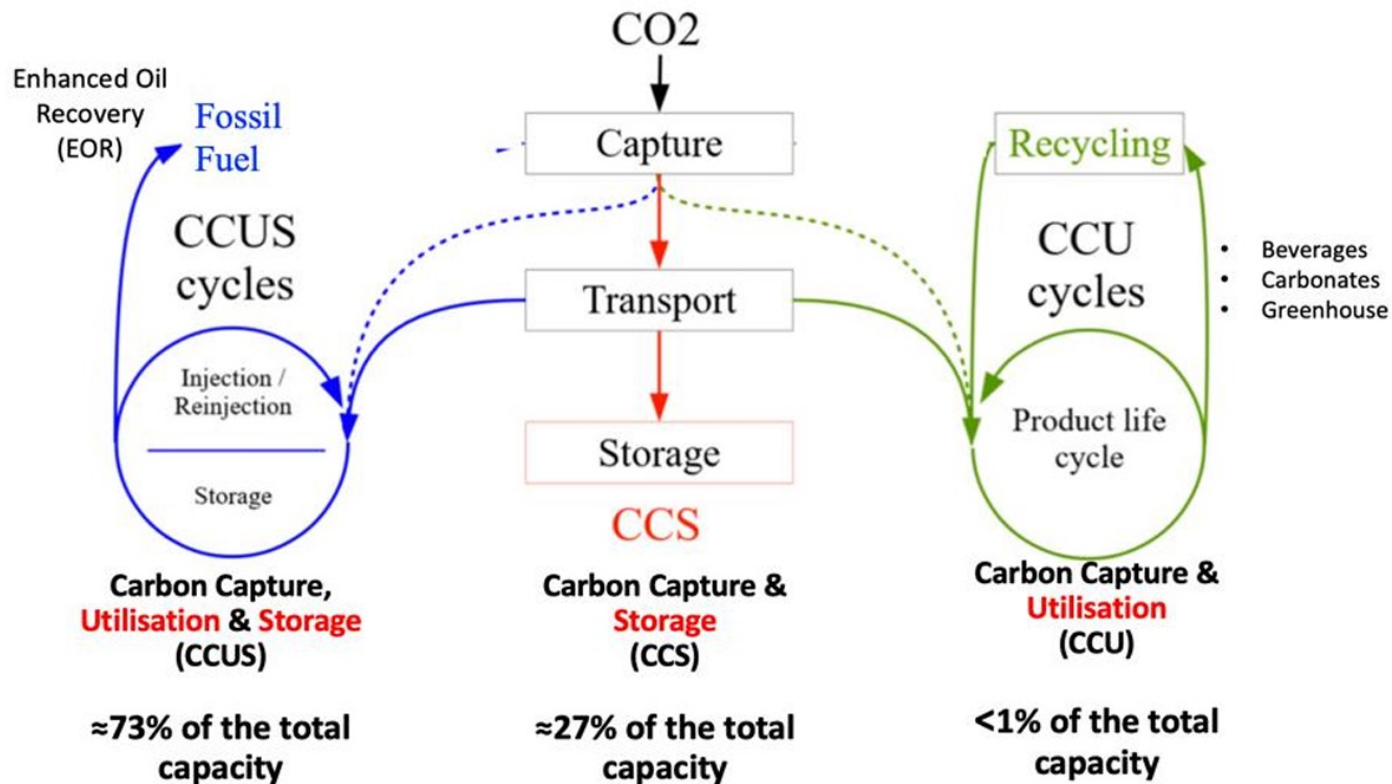 CO2
Enhanced Oil
Recovery
(EOR)
Fossil
Fuel
Capture
Recycling
CCUS
cycles
CCU
cycles
• Beverages
• Carbonates
• Greenhouse
Transport
Injection /
Reinjection
Storage
Storage
Product life
cycle
CCS
Carbon Capture,
Utilisation & Storage
(CCUS)
Carbon Capture &
Storage
(CCS)
Carbon Capture &
Utilisation
(CCU)
≈73% of the total
capacity
≈27% of the total
capacity
<1% of the total
capacity